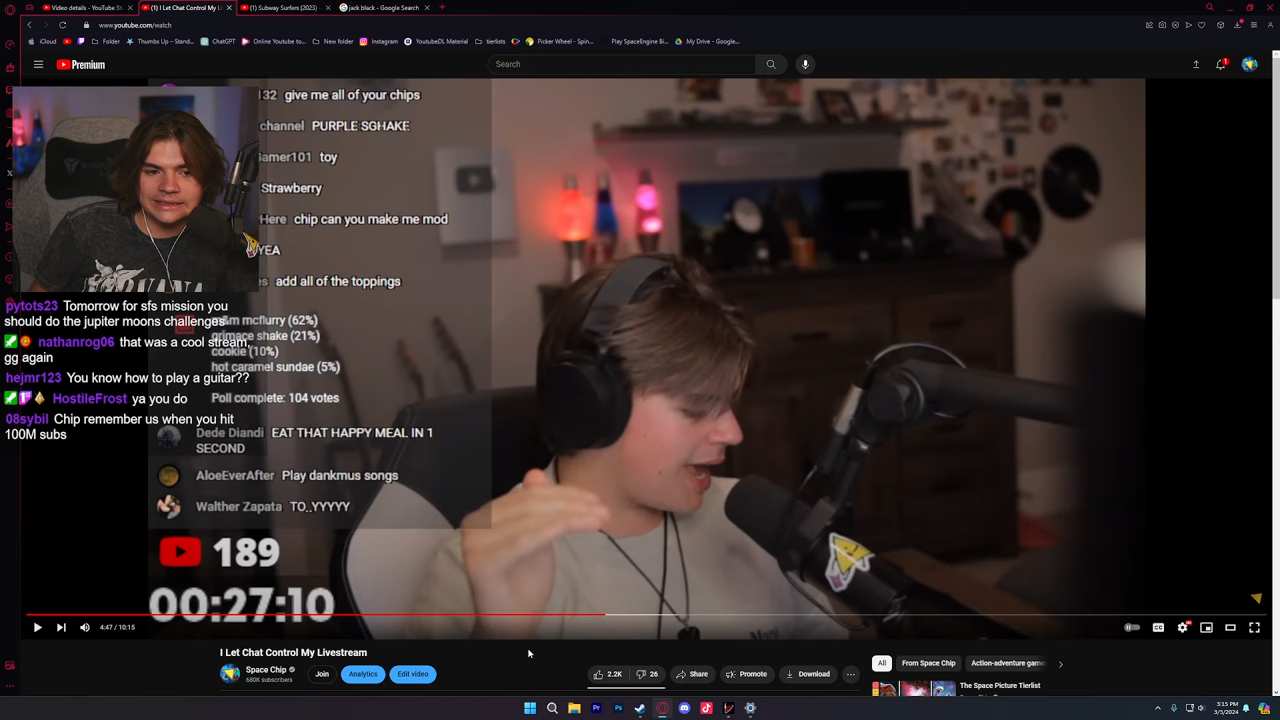 Video details - YouTube St
(1) I Let Chat Control My L
(1) Subway Surfers (2023) -
jack black - Google Search
www.youtube.com/watch
iCloud
Folder
Thumbs Up – Stand...
ChatGPT
Online Youtube to...
New folder
Instagram
YoutubeDL Material
tierlists
Picker Wheel - Spin...
Play SpaceEngine Bi...
My Drive - Google...
Premium
Search
132 give me all of your chips
channel PURPLE SGHAKE
Gamer101 toy
Strawberry
Here chip can you make me mod
YEA
add all of the toppings
m&m mcflurry (62%)
grimace shake (21%)
cookie (10%)
hot caramel sundae (5%)
Poll complete: 104 votes
Dede Diandi EAT THAT HAPPY MEAL IN 1
SECOND
AloeEverAfter Play dankmus songs
Walther Zapata TO..YYYYY
189
00:27:10
pytots23 Tomorrow for sfs mission you
should do the jupiter moons challenges
nathanrog06 that was a cool stream,
gg again
hejmr123 You know how to play a guitar??
HostileFrost ya you do
08sybil Chip remember us when you hit
100M subs
4:47 / 10:15
I Let Chat Control My Livestream
Space Chip
680K subscribers
Join
Analytics
Edit video
2.2K
26
Share
Promote
Download
All
From Space Chip
Action-adventure game
The Space Picture Tierlist
3:15 PM
3/5/2024